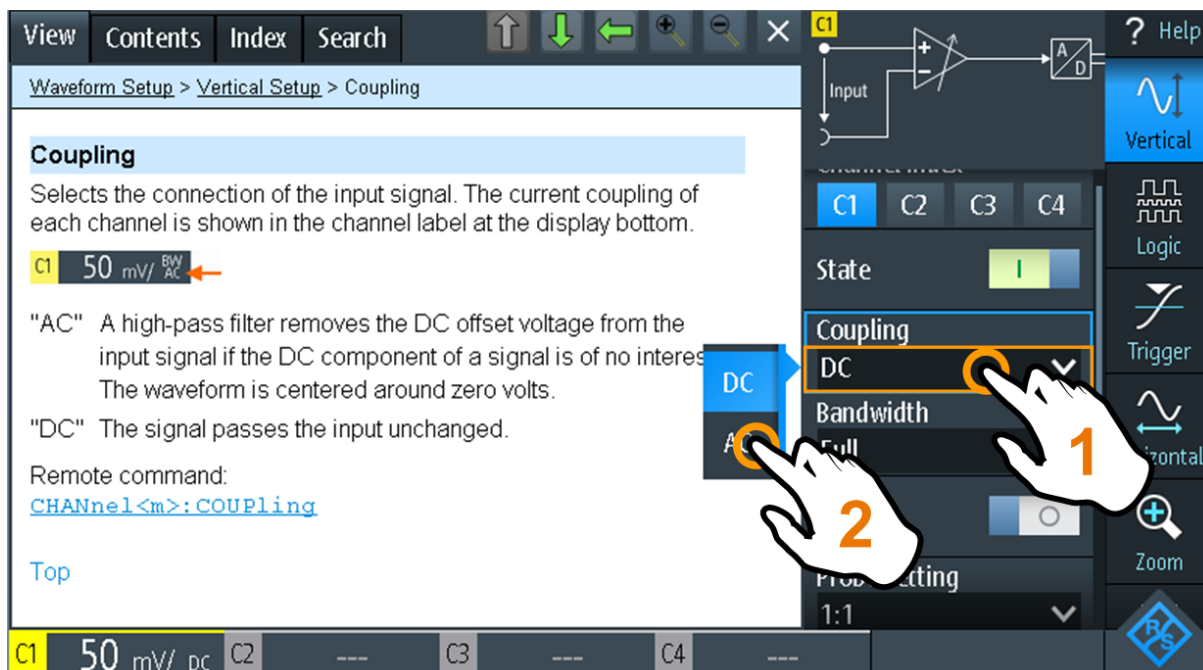 View Contents Index Search
Waveform Setup > Vertical Setup > Coupling
Coupling
Selects the connection of the input signal. The current coupling of
each channel is shown in the channel label at the display bottom.
C1 50 mV/ BW AC
"AC" A high-pass filter removes the DC offset voltage from the
input signal if the DC component of a signal is of no
The waveform is centered around zero volts.
"DC" The signal passes the input unchanged.
Remote command:
CHANnel<m>:COUPling
Top
DC
AC
C1
Input
+
-
A/D
C1 C2 C3 C4
State
I
Coupling
DC
Bandwidth
Full
1
2
1:1
? Help
Vertical
Logic
Trigger
Zoom
R&S
C1 50 mV/ DC C2 --- C3 --- C4 ---